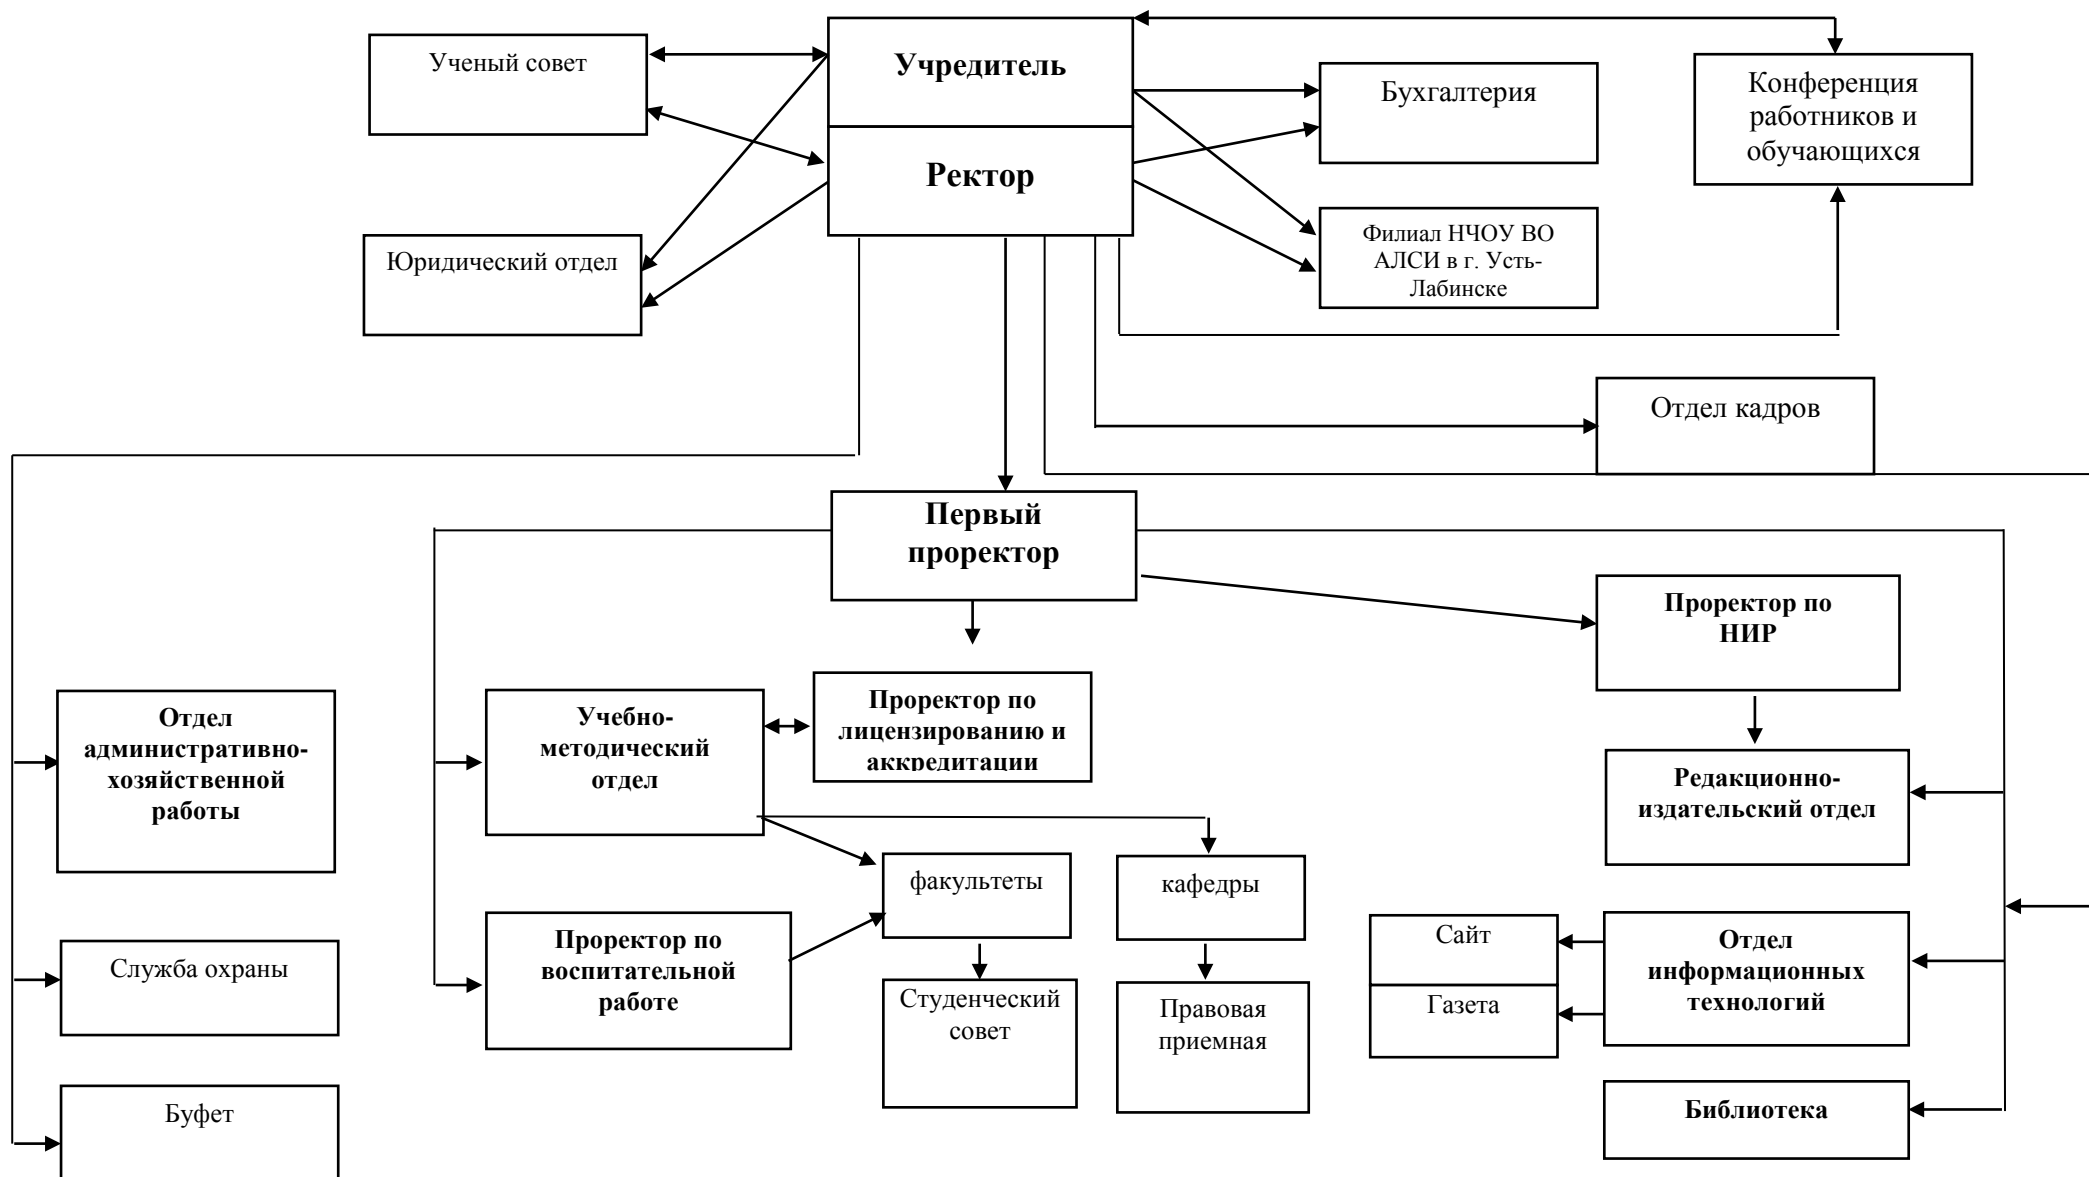 Ученый совет
Учредитель
Бухгалтерия
Конференция
работников и
обучающихся
Ректор
Юридический отдел
Филиал НЧОУ ВО
АЛСИ в г. Усть-
Лабинске
Отдел кадров
Первый
проректор
Проректор по
НИР
Отдел
административно-
хозяйственной
работы
Учебно-
методический
отдел
Проректор по
лицензированию и
аккредитации
Редакционно-
издательский отдел
факультеты
кафедры
Служба охраны
Проректор по
воспитательной
работе
Студенческий
совет
Правовая
приемная
Сайт
Газета
Отдел
информационных
технологий
Буфет
Библиотека